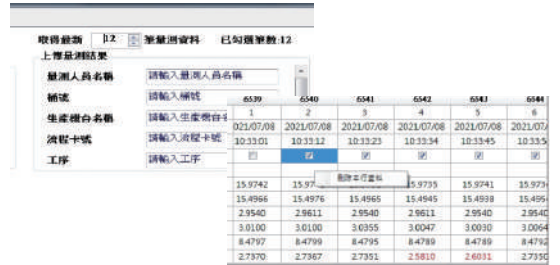 取得最新 12 筆量測資料 已勾選筆數:12
上傳量測結果
量測人員名稱 請輸入量測人員名稱
桶號 請輸入桶號
生產機台名稱 請輸入生產機台名
流程卡號 請輸入流程卡號
工序 請輸入工序
6539 6540 6541 6542 6543 6544
1 2 3 4 5 6
021/07/08 2021/07/08 2021/07/08 2021/07/08 2021/07/08 2021/07/
10:33:01 10:33:12 10:33:23 10:33:34 10:33:45 10:33:5
刪除本行資料
15.9742 15.97 15.9735 15.9741 15.973
15.4966 15.4976 15.4965 15.4945 15.4938 15.495
2.9540 2.9611 2.9540 2.9611 2.9540 2.9540
3.0100 3.0100 3.0355 3.0047 3.0030 3.0064
8.4797 8.4799 8.4795 8.4789 8.4789 8.4792
2.7370 2.7367 2.7351 2.5810 2.6031 2.7350